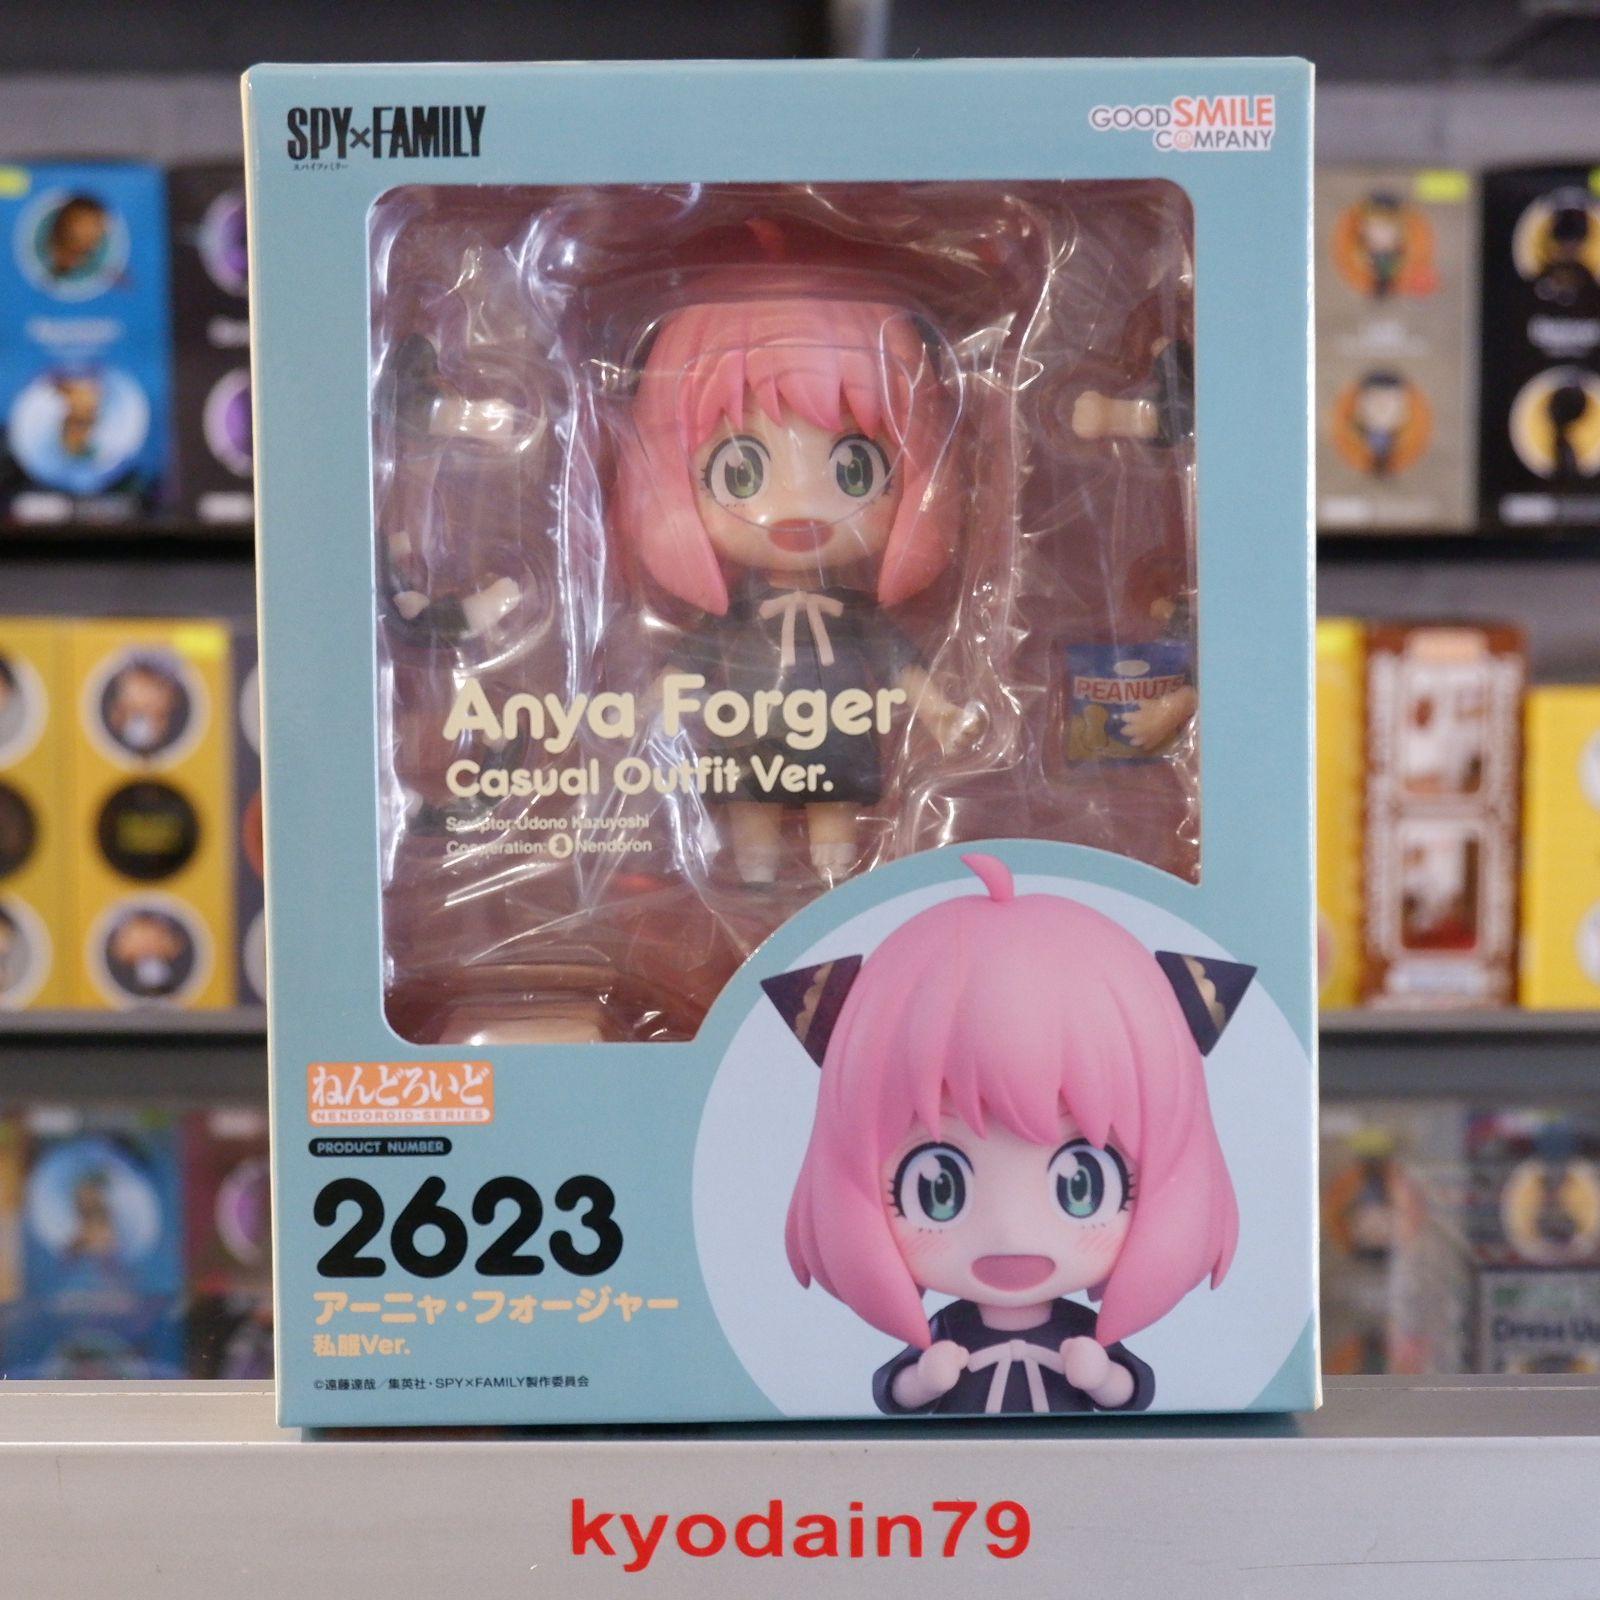 SPY×FAMILY
スパイファミリー
GOOD SMILE
COMPANY
PEANUTS
Anya Forger
Casual Outfit Ver.
Sculptor:Udono Kazuyoshi
Cooperation: Nendoron
ねんどろいど
NENDOROID·SERIES
PRODUCT NUMBER
2623
アーニャ・フォージャー
私服Ver.
©遠藤達哉／集英社・SPY×FAMILY製作委員会
Dress Up
kyodain79